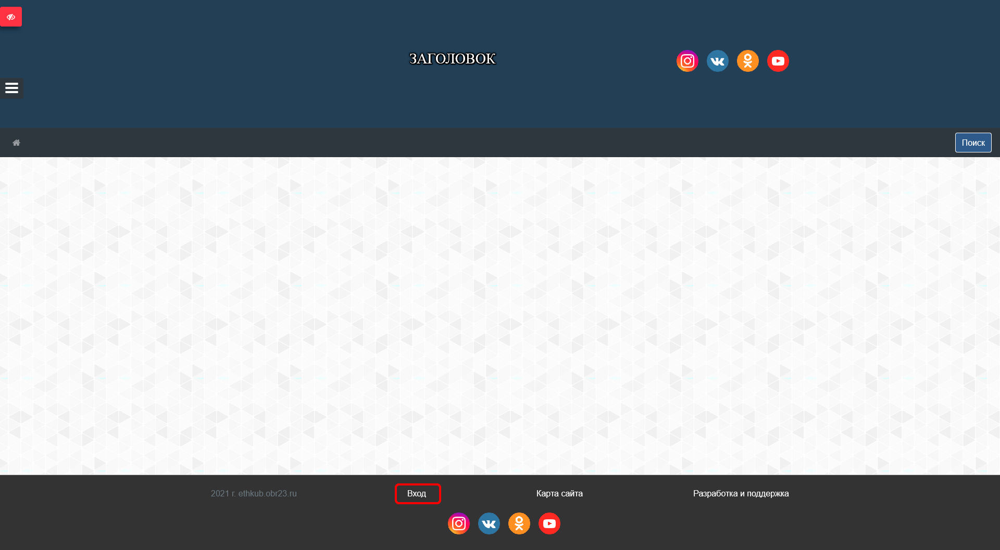 ЗАГОЛОВОК
Поиск
2021 г. ethkub.obr23.ru
Вход
Карта сайта
Разработка и поддержка